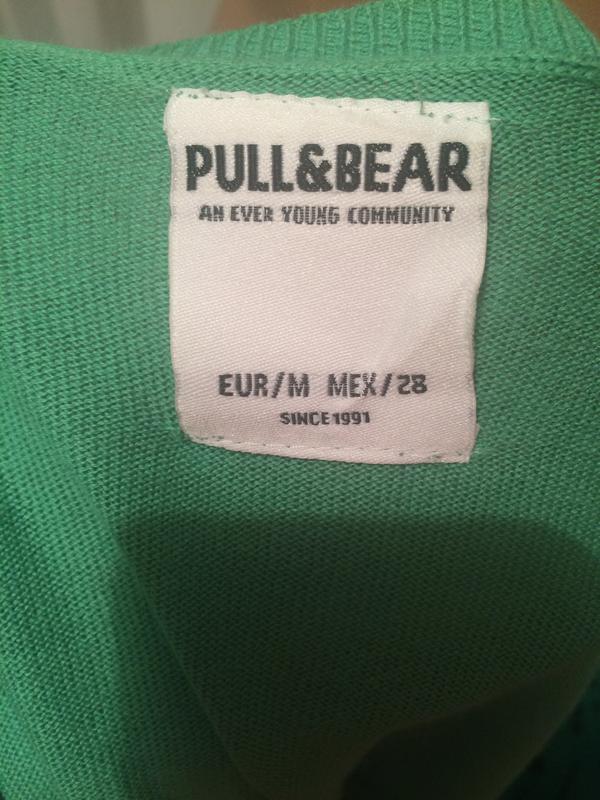 PULL&BEAR
AN EVER YOUNG COMMUNITY
EUR/M MEX/28
SINCE 1991